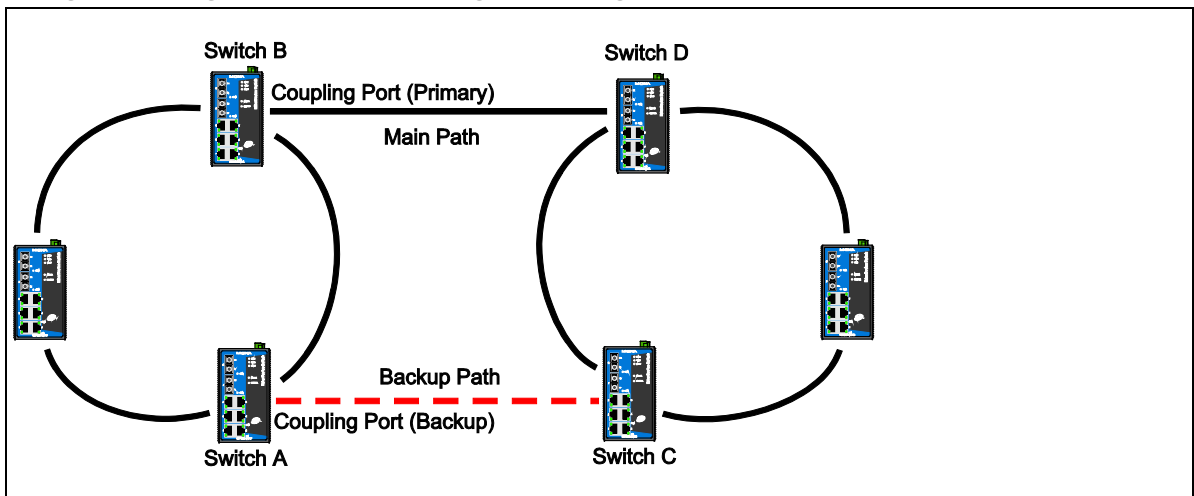 Switch B
Switch D
Coupling Port (Primary)
Main Path
Backup Path
Coupling Port (Backup)
Switch A
Switch C